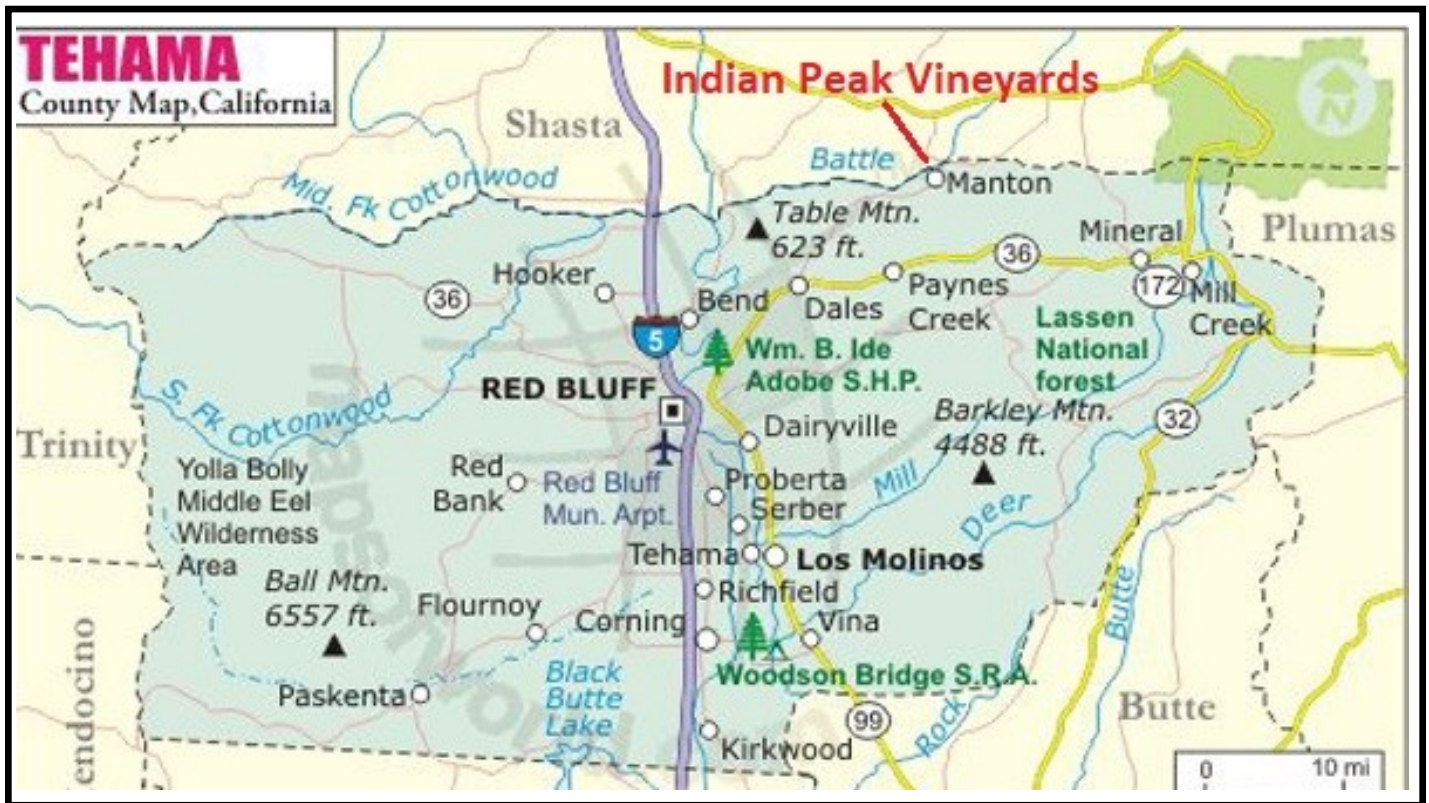 TEHAMA
County Map,California
Indian Peak Vineyards
Shasta
Battle
Mid. Fk Cottonwood
Manton
N
Table Mtn.
623 ft.
Plumas
Mineral
36
Hooker
36
Bend
Dales
Paynes
Creek
172
Mill
Creek
5
Wm. B. Ide
Adobe S.H.P.
Lassen
National
forest
RED BLUFF
S. Fk Cottonwood
Trinity
Dairyville
Barkley Mtn.
4488 ft.
32
Yolla Bolly
Middle Eel
Wilderness
Area
Red
Bank
Red Bluff
Mun. Arpt.
Proberta
Serber
Mill
Deer
Tehama
Los Molinos
Ball Mtn.
6557 ft.
Flournoy
Richfield
Corning
Vina
Butte
Woodson Bridge S.R.A.
Paskenta
Black
Butte
Lake
99
Rock
Butte
Kirkwood
endocino
0 10 mi